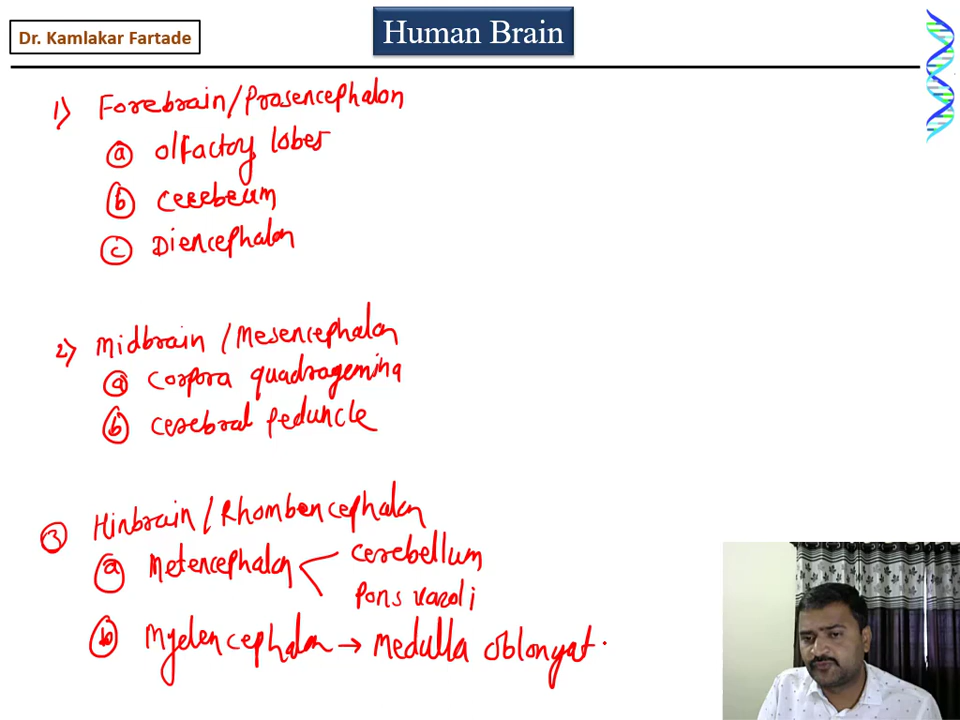 Dr. Kamlakar Fartade
Human Brain
1) Forebrain/Prosencephalon
a olfactory lobes
b cerebrum
c Diencephalon
2) Midbrain/Mesencephalon
a corpora quadragemina
b cerebral peduncle
3 Hinbrain/Rhombencephalon
a Metencephalon
cerebellum
pons varoli
b Myelencephalon → Medulla oblongat